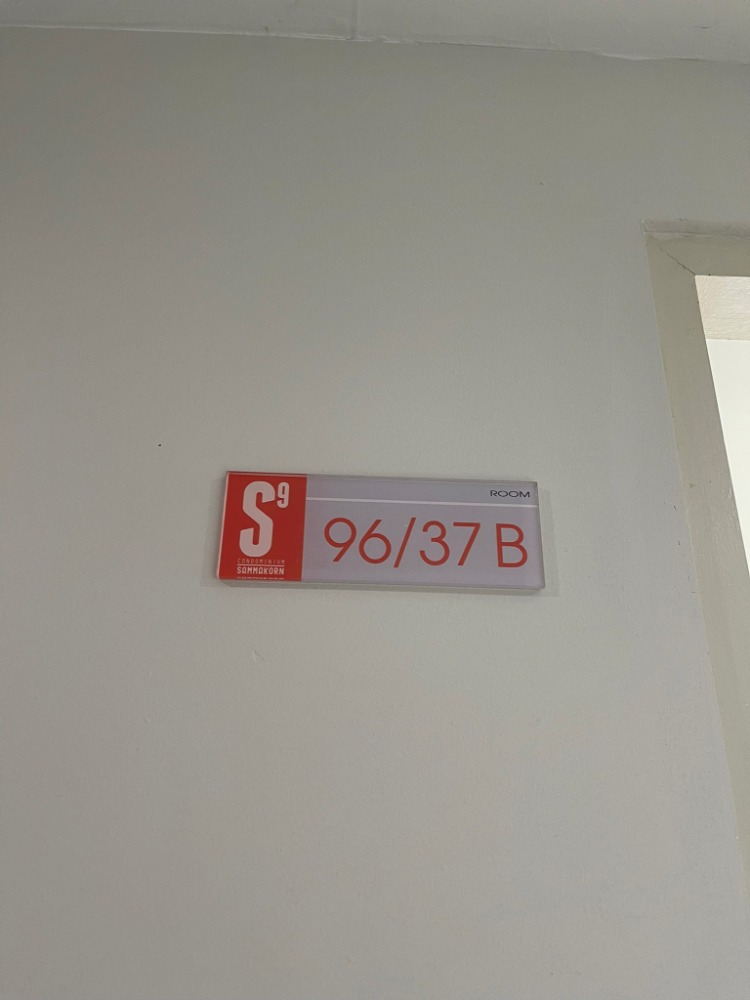 S9
CONDOMINIUM
SAMMAKORN
ROOM
96/37 B